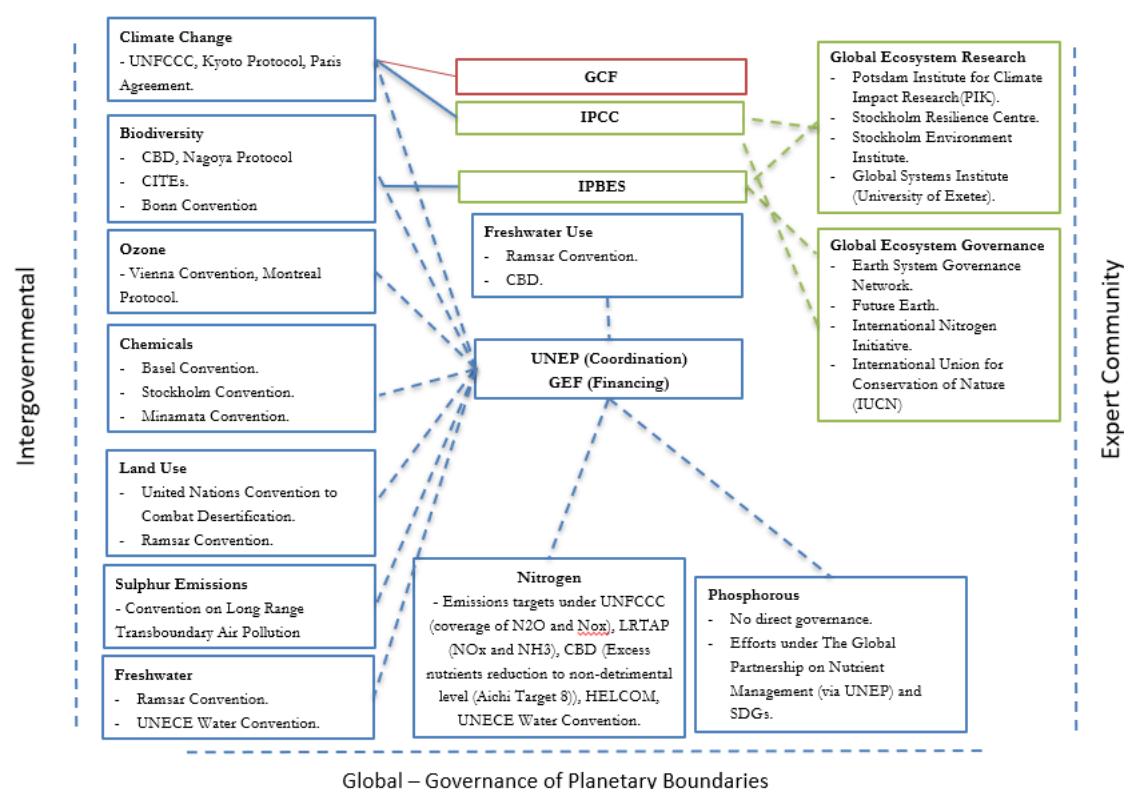 Climate Change
- UNFCCC, Kyoto Protocol, Paris
Agreement.
Biodiversity
- CBD, Nagoya Protocol
- CITEs.
- Bonn Convention
Ozone
- Vienna Convention, Montreal
Protocol.
Chemicals
- Basel Convention.
- Stockholm Convention.
- Minamata Convention.
Land Use
- United Nations Convention to
Combat Desertification.
- Ramsar Convention.
Sulphur Emissions
- Convention on Long Range
Transboundary Air Pollution
Freshwater
- Ramsar Convention.
- UNECE Water Convention.
GCF
IPCC
IPBES
Freshwater Use
- Ramsar Convention.
- CBD.
UNEP (Coordination)
GEF (Financing)
Nitrogen
- Emissions targets under UNFCCC
(coverage of N2O and Nox), LRTAP
(NOx and NH3), CBD (Excess
nutrients reduction to non-detrimental
level (Aichi Target 8)), HELCOM,
UNECE Water Convention.
Phosphorous
- No direct governance.
- Efforts under The Global
Partnership on Nutrient
Management (via UNEP) and
SDGs.
Global Ecosystem Research
- Potsdam Institute for Climate
Impact Research(PIK).
- Stockholm Resilience Centre.
- Stockholm Environment
Institute.
- Global Systems Institute
(University of Exeter).
Global Ecosystem Governance
- Earth System Governance
Network.
- Future Earth.
- International Nitrogen
Initiative.
- International Union for
Conservation of Nature
(IUCN)
Intergovernmental
Expert Community
Global – Governance of Planetary Boundaries